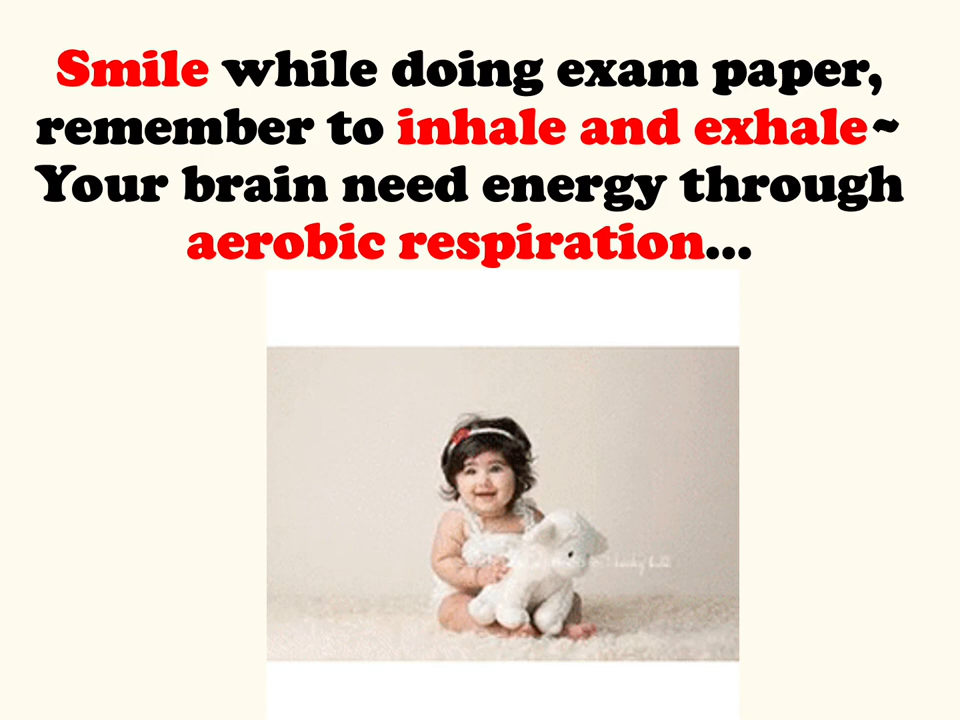 Smile while doing exam paper,
remember to inhale and exhale~
Your brain need energy through
aerobic respiration...